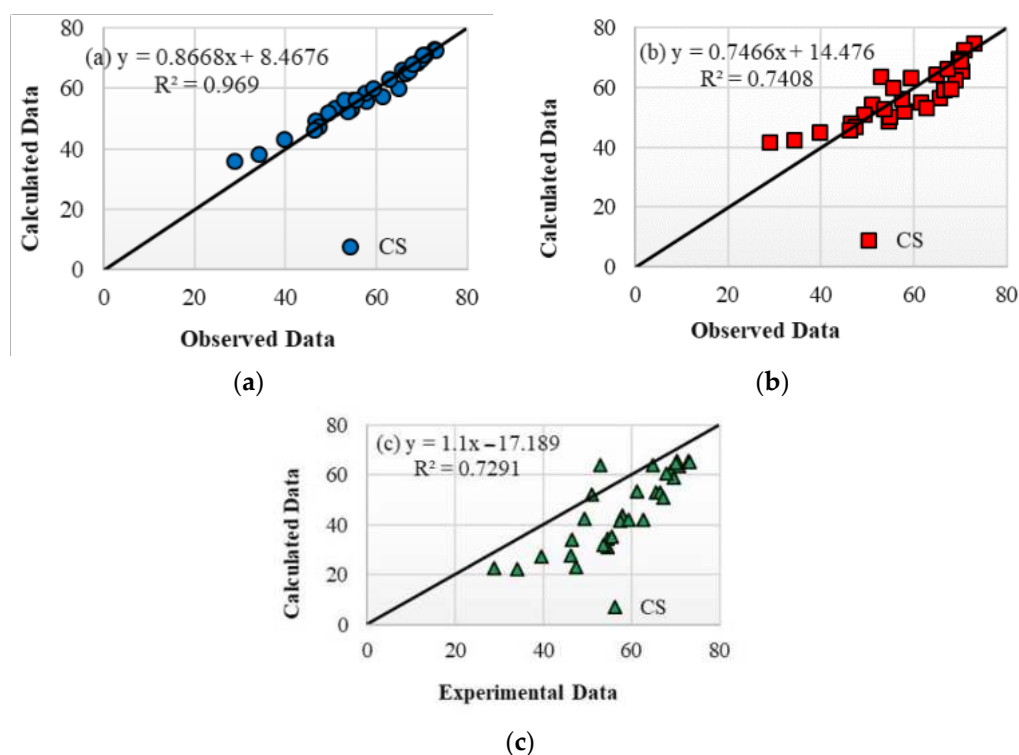 (a) y = 0.8668x + 8.4676
R² = 0.969
Calculated Data
80
60
40
20
0
CS
0 20 40 60 80
Observed Data
(a)
(b) y = 0.7466x + 14.476
R² = 0.7408
Calculated Data
80
60
40
20
0
CS
0 20 40 60 80
Observed Data
(b)
(c) y = 1.1x – 17.189
R² = 0.7291
Calculated Data
80
60
40
20
0
CS
0 20 40 60 80
Experimental Data
(c)